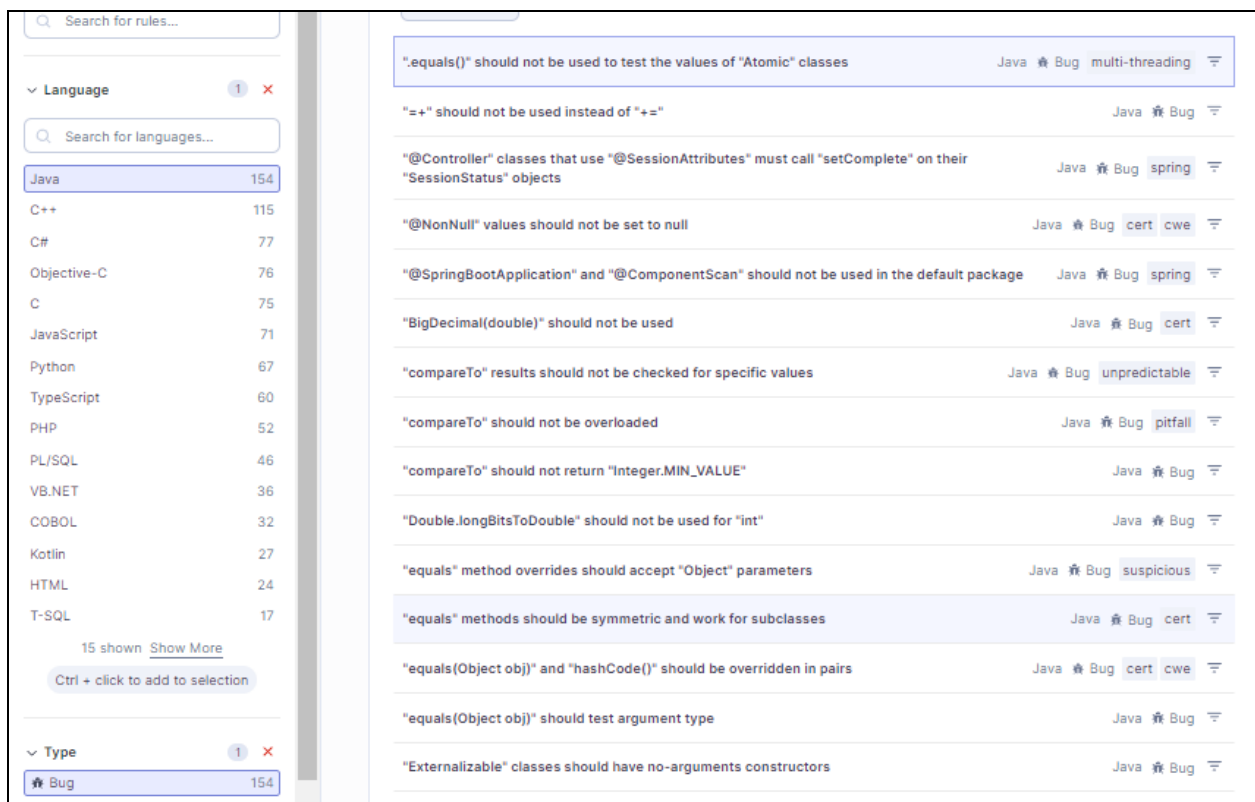 Search for rules...
Language 1
Search for languages...
Java 154
C++ 115
C# 77
Objective-C 76
C 75
JavaScript 71
Python 67
TypeScript 60
PHP 52
PL/SQL 46
VB.NET 36
COBOL 32
Kotlin 27
HTML 24
T-SQL 17
15 shown Show More
Ctrl + click to add to selection
Type 1
Bug 154
".equals()" should not be used to test the values of "Atomic" classes Java Bug multi-threading
"=+" should not be used instead of "+=" Java Bug
"@Controller" classes that use "@SessionAttributes" must call "setComplete" on their
"SessionStatus" objects Java Bug spring
"@NonNull" values should not be set to null Java Bug cert cwe
"@SpringBootApplication" and "@ComponentScan" should not be used in the default package Java Bug spring
"BigDecimal(double)" should not be used Java Bug cert
"compareTo" results should not be checked for specific values Java Bug unpredictable
"compareTo" should not be overloaded Java Bug pitfall
"compareTo" should not return "Integer.MIN_VALUE" Java Bug
"Double.longBitsToDouble" should not be used for "int" Java Bug
"equals" method overrides should accept "Object" parameters Java Bug suspicious
"equals" methods should be symmetric and work for subclasses Java Bug cert
"equals(Object obj)" and "hashCode()" should be overridden in pairs Java Bug cert cwe
"equals(Object obj)" should test argument type Java Bug
"Externalizable" classes should have no-arguments constructors Java Bug